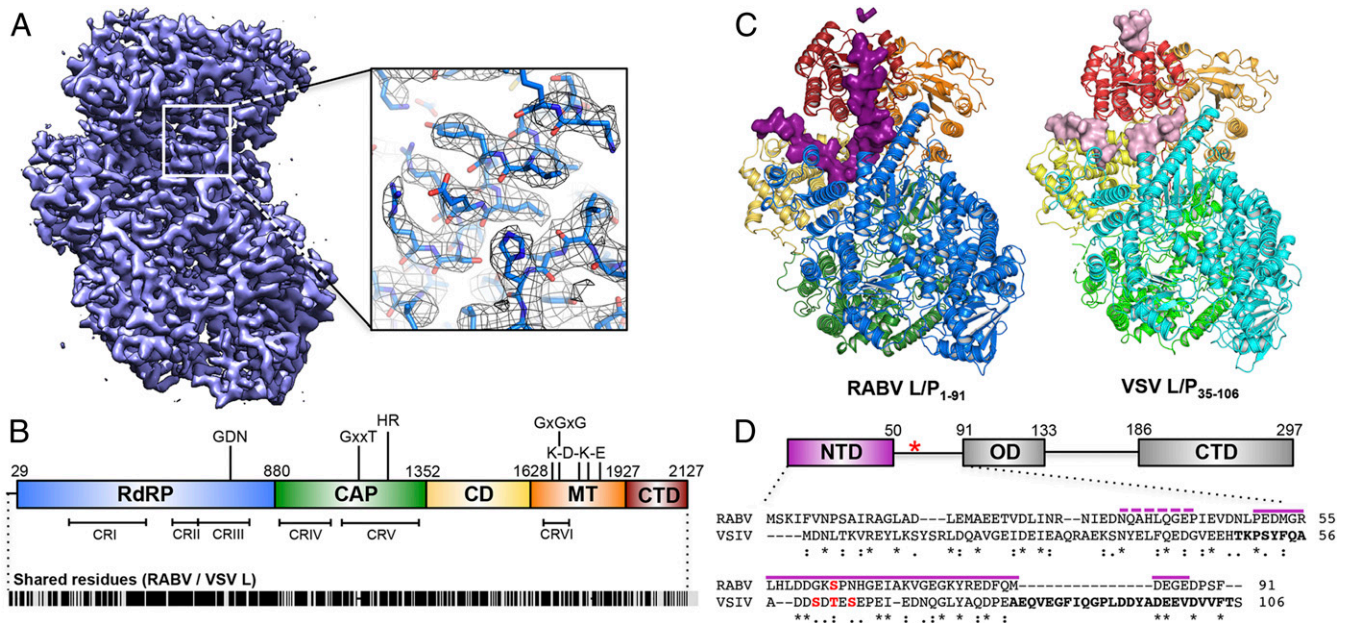 A
C
RABV L/P1-91
VSV L/P35-106
B
GDN
GxxT
HR
GxGxG
K-D-K-E
29 880 1352 1628 1927 2127
RdRP CAP CD MT CTD
CRI CRII CRIII CRIV CRV CRVI
Shared residues (RABV / VSV L)
D
50 * 91 133 186 297
NTD OD CTD
RABV MSKIFVNPSAIRAGLAD---LEMAEETVDLINR--NIEDNQAHLQGEPIEVDNLPEDMGR 55
VSIV ----MDNLTKVREYLKSYSRLDQAVGEIDEIEAQRAEKSNYELFQEDGVEEHTKPSYFQA 56
: * .: * *: * * :* * : :.: * * *: . * . :
RABV LHLDDGKSPNHGEIAKVGEGKYREDFQM---------------DEGEDPSF-- 91
VSIV A--DDSDTESEPEI-EDNQGLYAQDPEAEQVEGFIQGPLDDYADEEVDVVFTS 106
**..:.. ** : .:* * :* : ** * *